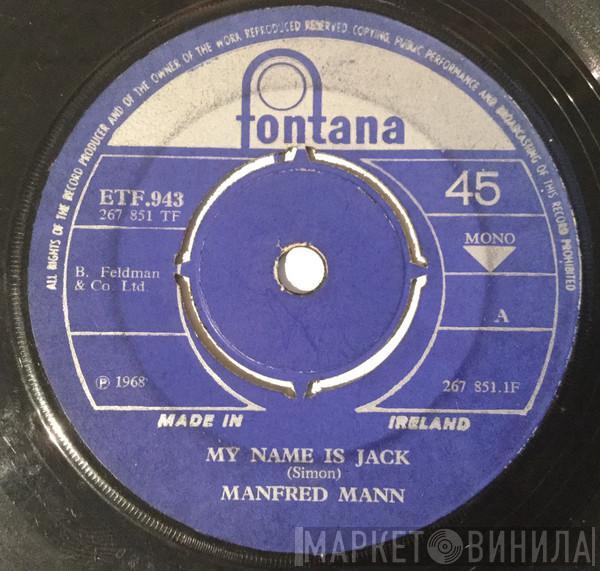 ALL RIGHTS OF THE RECORD PRODUCER AND OF THE OWNER OF THE WORK REPRODUCED RESERVED. COPYING, PUBLIC PERFORMANCE AND BROADCASTING OF THIS RECORD PROHIBITED
fontana
ETF.943
267 851 TF
45
MONO
B. Feldman
& Co. Ltd.
A
℗ 1968
267 851.1F
MADE IN IRELAND
MY NAME IS JACK
(Simon)
MANFRED MANN
МАРКЕТ ВИНИЛА